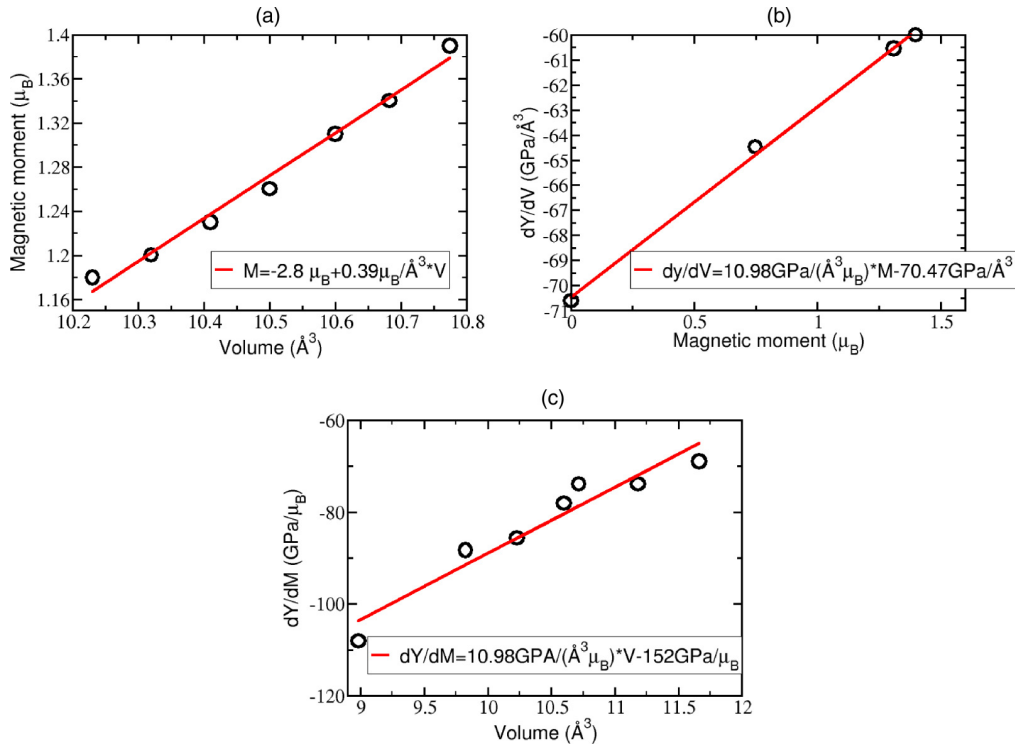 (a)
1.4
1.36
1.32
1.28
1.24
1.2
1.16
Magnetic moment (μB)
10.2 10.3 10.4 10.5 10.6 10.7 10.8
Volume (Å3)
M=-2.8 μB+0.39μB/Å3*V
(b)
-60
-61
-62
-63
-64
-65
-66
-67
-68
-69
-70
-71
dY/dV (GPa/Å3)
0 0.5 1 1.5
Magnetic moment (μB)
dy/dV=10.98GPa/(Å3μB)*M-70.47GPa/Å3
(c)
-60
-80
-100
-120
dY/dM (GPa/μB)
9 9.5 10 10.5 11 11.5 12
Volume (Å3)
dY/dM=10.98GPA/(Å3μB)*V-152GPa/μB